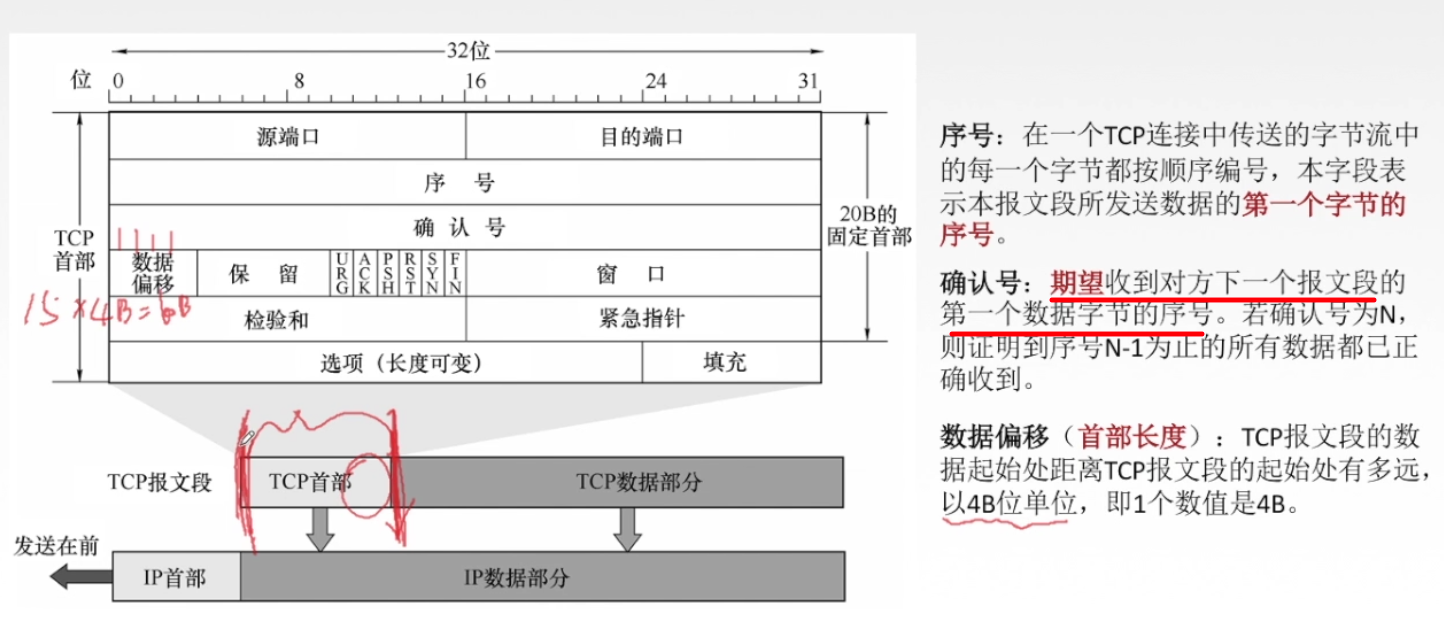 32位
位 0 8 16 24 31
源端口 目的端口
序 号
确 认 号
1111
数据偏移 保 留 URG ACK PSH RST SYN FIN 窗 口
15×4B=60B
检验和 紧急指针
选项（长度可变） 填充
TCP首部
20B的
固定首部
TCP报文段 TCP首部 TCP数据部分
发送在前
IP首部 IP数据部分
序号：在一个TCP连接中传送的字节流中
的每一个字节都按顺序编号，本字段表
示本报文段所发送数据的第一个字节的
序号。
确认号：期望收到对方下一个报文段的
第一个数据字节的序号。若确认号为N，
则证明到序号N-1为止的所有数据都已正
确收到。
数据偏移（首部长度）：TCP报文段的数
据起始处距离TCP报文段的起始处有多远，
以4B位单位，即1个数值是4B。